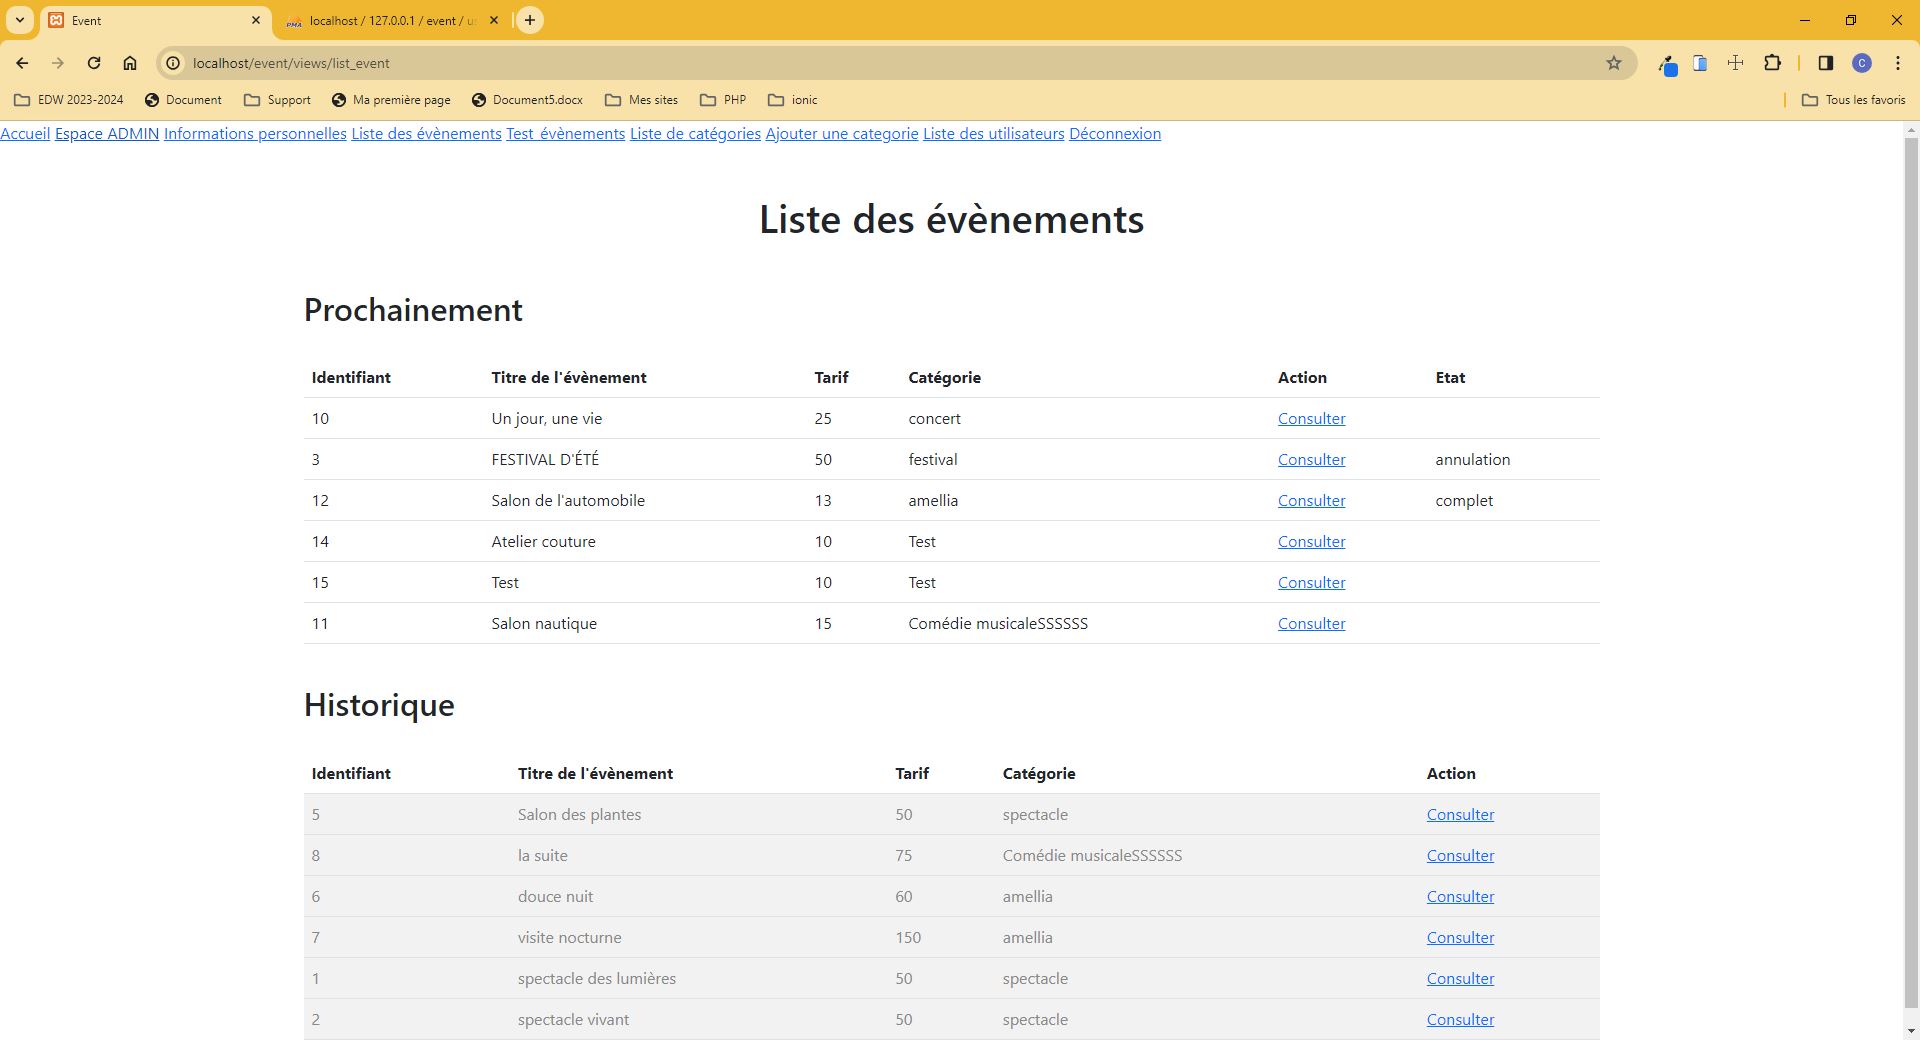 Event
localhost / 127.0.0.1 / event / us
localhost/event/views/list_event
C
EDW 2023-2024 Document Support Ma première page Document5.docx Mes sites PHP ionic Tous les favoris
Accueil Espace ADMIN Informations personnelles Liste des évènements Test évènements Liste de catégories Ajouter une categorie Liste des utilisateurs Déconnexion
Liste des évènements
Prochainement
Identifiant Titre de l'évènement Tarif Catégorie Action Etat
10 Un jour, une vie 25 concert Consulter
3 FESTIVAL D'ÉTÉ 50 festival Consulter annulation
12 Salon de l'automobile 13 amellia Consulter complet
14 Atelier couture 10 Test Consulter
15 Test 10 Test Consulter
11 Salon nautique 15 Comédie musicaleSSSSSS Consulter
Historique
Identifiant Titre de l'évènement Tarif Catégorie Action
5 Salon des plantes 50 spectacle Consulter
8 la suite 75 Comédie musicaleSSSSSS Consulter
6 douce nuit 60 amellia Consulter
7 visite nocturne 150 amellia Consulter
1 spectacle des lumières 50 spectacle Consulter
2 spectacle vivant 50 spectacle Consulter